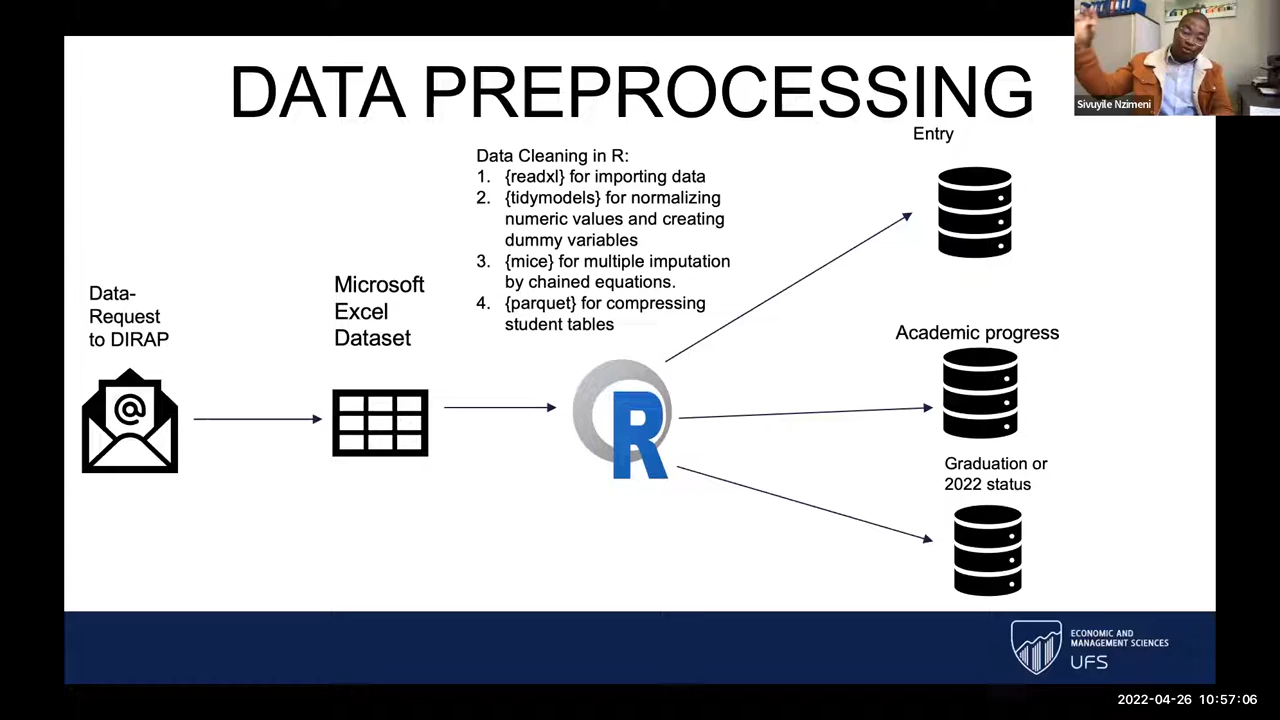 DATA PREPROCESSING
Sivuyile Nzimeni
Entry
Data Cleaning in R:
1. {readxl} for importing data
2. {tidymodels} for normalizing
numeric values and creating
dummy variables
3. {mice} for multiple imputation
by chained equations.
4. {parquet} for compressing
student tables
Data-
Request
to DIRAP
Microsoft
Excel
Dataset
@
R
Academic progress
Graduation or
2022 status
ECONOMIC AND
MANAGEMENT SCIENCES
UFS
2022-04-26 10:57:06